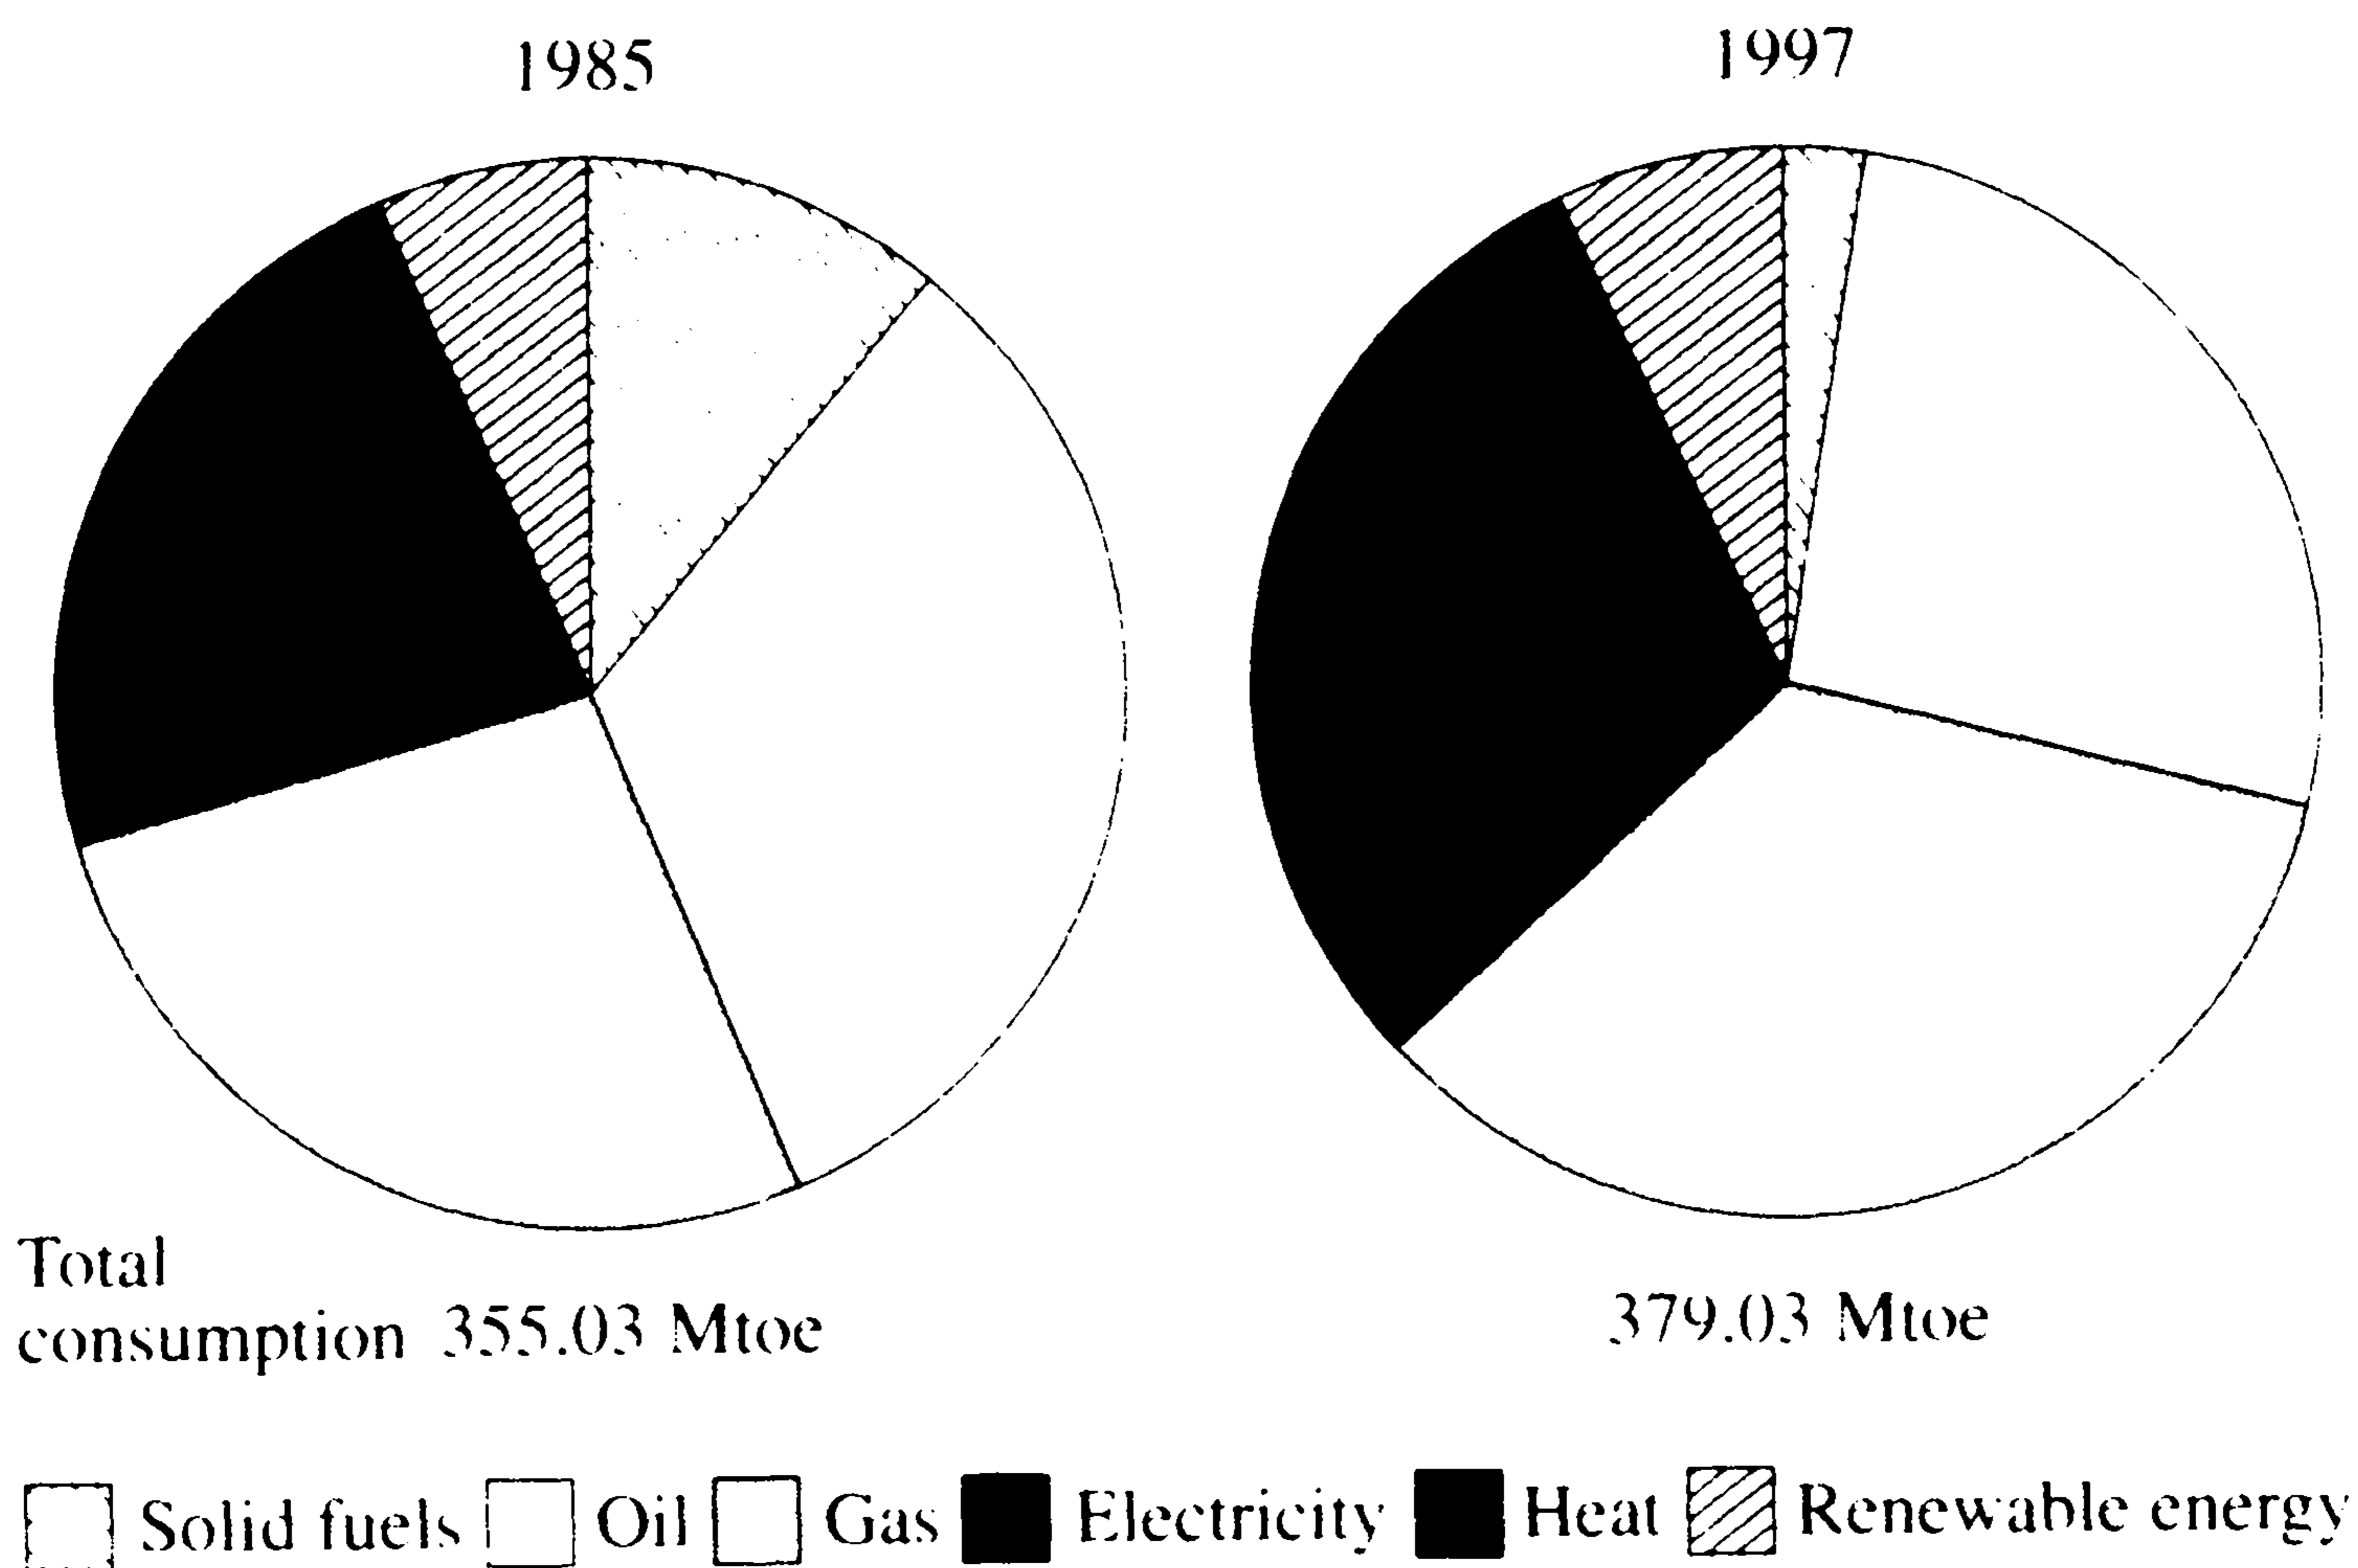 1985 1997
Total
consumption 355.03 Mtoe 379.03 Mtoe
Solid fuels Oil Gas Electricity Heat Renewable energy